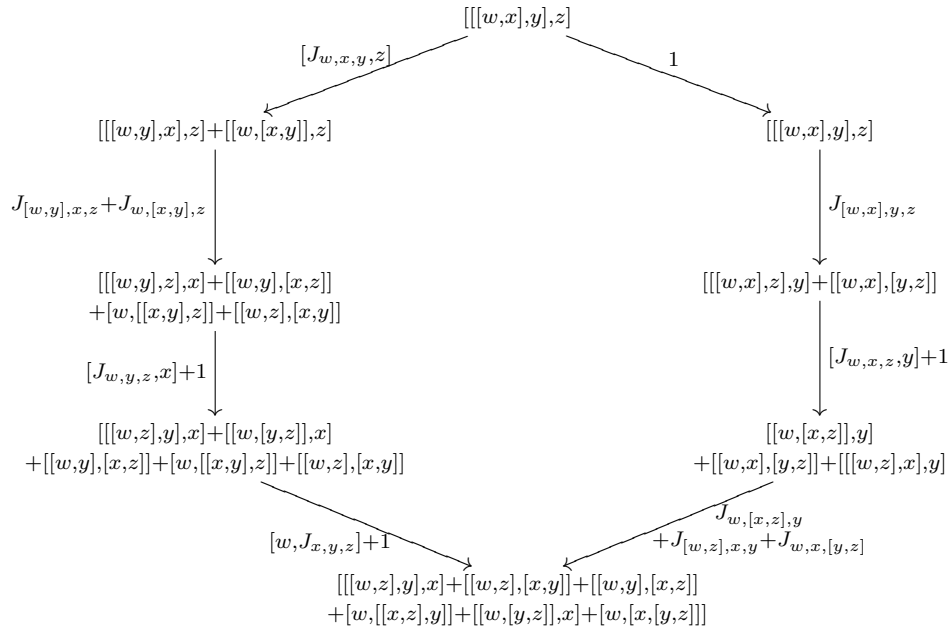 [[[w,x],y],z]
[J_{w,x,y},z]
1
[[[w,y],x],z]+[[w,[x,y]],z]
[[[w,x],y],z]
J_{[w,y],x,z}+J_{w,[x,y],z}
J_{[w,x],y,z}
[[[w,y],z],x]+[[w,y],[x,z]]
+[w,[[x,y],z]]+[[w,z],[x,y]]
[[[w,x],z],y]+[[w,x],[y,z]]
[J_{w,y,z},x]+1
[J_{w,x,z},y]+1
[[[w,z],y],x]+[[w,[y,z]],x]
+[[w,y],[x,z]]+[w,[[x,y],z]]+[[w,z],[x,y]]
[[w,[x,z]],y]
+[[w,x],[y,z]]+[[[w,z],x],y]
[w,J_{x,y,z}]+1
J_{w,[x,z],y}
+J_{[w,z],x,y}+J_{w,x,[y,z]}
[[[w,z],y],x]+[[w,z],[x,y]]+[[w,y],[x,z]]
+[w,[[x,z],y]]+[[w,[y,z]],x]+[w,[x,[y,z]]]